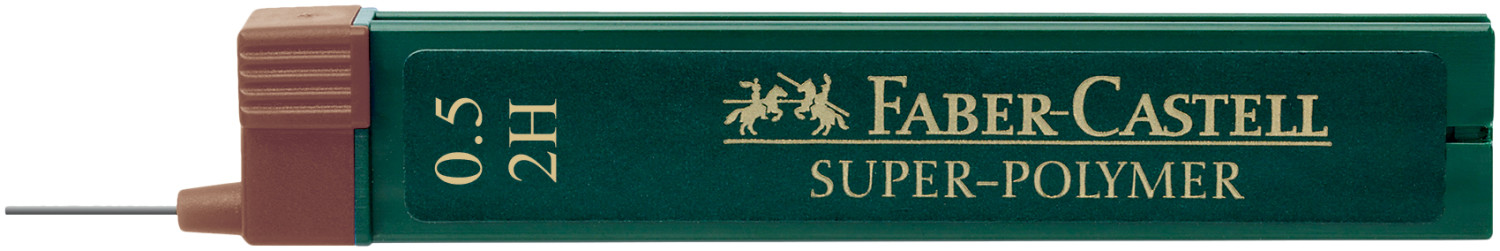 0.5
2H
FABER-CASTELL
SUPER-POLYMER